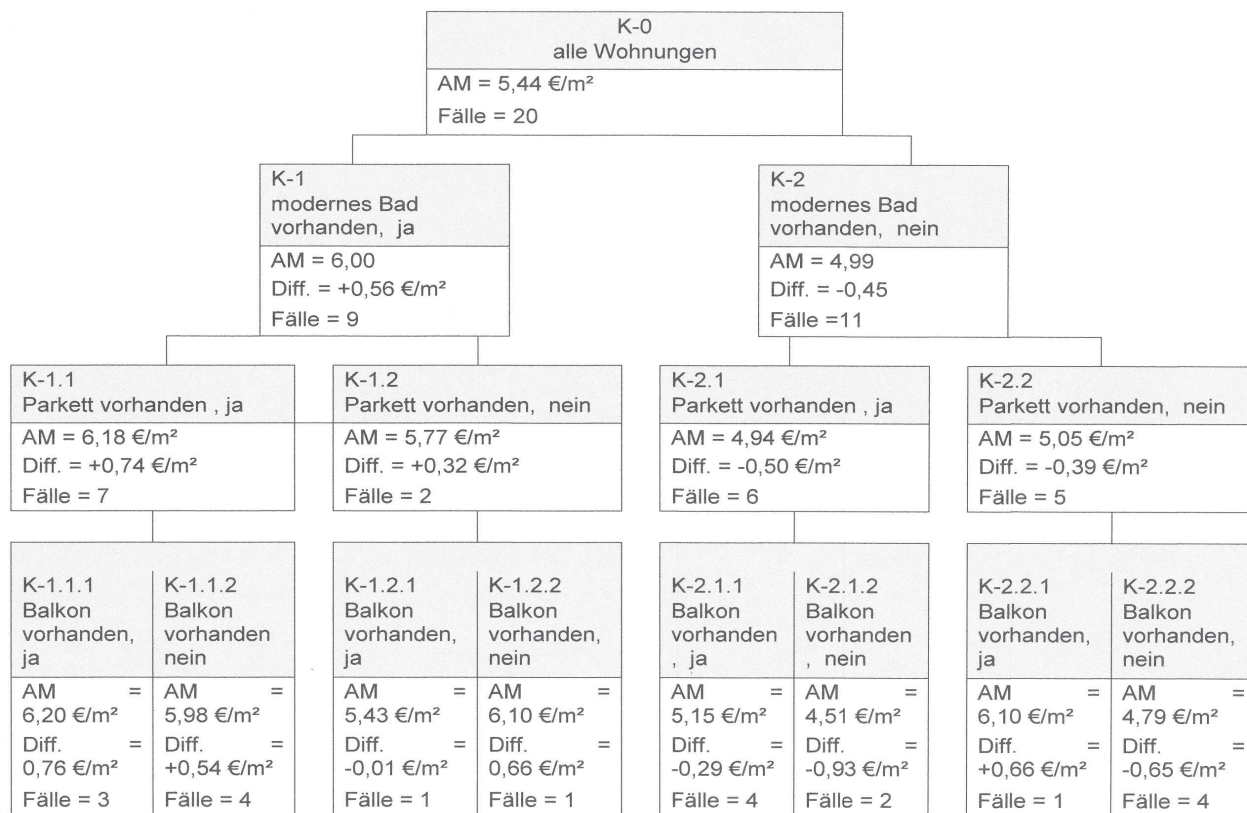 K-0
alle Wohnungen
AM = 5,44 €/m²
Fälle = 20
K-1
modernes Bad
vorhanden, ja
AM = 6,00
Diff. = +0,56 €/m²
Fälle = 9
K-2
modernes Bad
vorhanden, nein
AM = 4,99
Diff. = -0,45
Fälle =11
K-1.1
Parkett vorhanden , ja
AM = 6,18 €/m²
Diff. = +0,74 €/m²
Fälle = 7
K-1.2
Parkett vorhanden, nein
AM = 5,77 €/m²
Diff. = +0,32 €/m²
Fälle = 2
K-2.1
Parkett vorhanden , ja
AM = 4,94 €/m²
Diff. = -0,50 €/m²
Fälle = 6
K-2.2
Parkett vorhanden, nein
AM = 5,05 €/m²
Diff. = -0,39 €/m²
Fälle = 5
K-1.1.1
Balkon
vorhanden,
ja
AM =
6,20 €/m²
Diff. =
0,76 €/m²
Fälle = 3
K-1.1.2
Balkon
vorhanden
nein
AM =
5,98 €/m²
Diff. =
+0,54 €/m²
Fälle = 4
K-1.2.1
Balkon
vorhanden,
ja
AM =
5,43 €/m²
Diff. =
-0,01 €/m²
Fälle = 1
K-1.2.2
Balkon
vorhanden,
nein
AM =
6,10 €/m²
Diff. =
0,66 €/m²
Fälle = 1
K-2.1.1
Balkon
vorhanden
, ja
AM =
5,15 €/m²
Diff. =
-0,29 €/m²
Fälle = 4
K-2.1.2
Balkon
vorhanden
, nein
AM =
4,51 €/m²
Diff. =
-0,93 €/m²
Fälle = 2
K-2.2.1
Balkon
vorhanden,
ja
AM =
6,10 €/m²
Diff. =
+0,66 €/m²
Fälle = 1
K-2.2.2
Balkon
vorhanden,
nein
AM =
4,79 €/m²
Diff. =
-0,65 €/m²
Fälle = 4